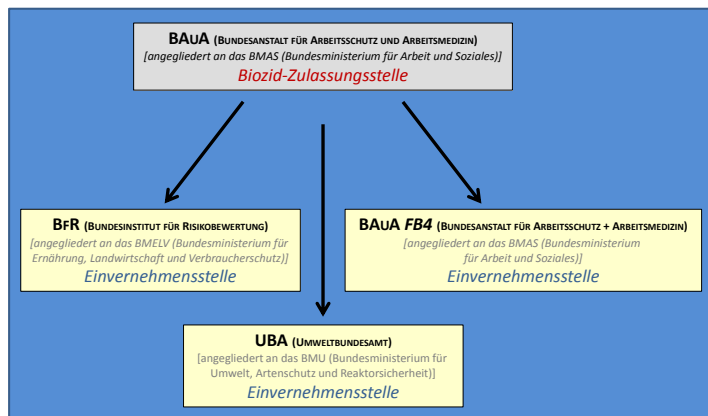 BAUA (BUNDESANSTALT FÜR ARBEITSSCHUTZ UND ARBEITSMEDIZIN)
[angegliedert an das BMAS (Bundesministerium für Arbeit und Soziales)]
Biozid-Zulassungsstelle
BFR (BUNDESINSTITUT FÜR RISIKOBEWERTUNG)
[angegliedert an das BMELV (Bundesministerium für
Ernährung, Landwirtschaft und Verbraucherschutz)]
Einvernehmensstelle
BAUA FB4 (BUNDESANSTALT FÜR ARBEITSSCHUTZ + ARBEITSMEDIZIN)
[angegliedert an das BMAS (Bundesministerium
für Arbeit und Soziales)]
Einvernehmensstelle
UBA (UMWELTBUNDESAMT)
[angegliedert an das BMU (Bundesministerium für
Umwelt, Artenschutz und Reaktorsicherheit)]
Einvernehmensstelle